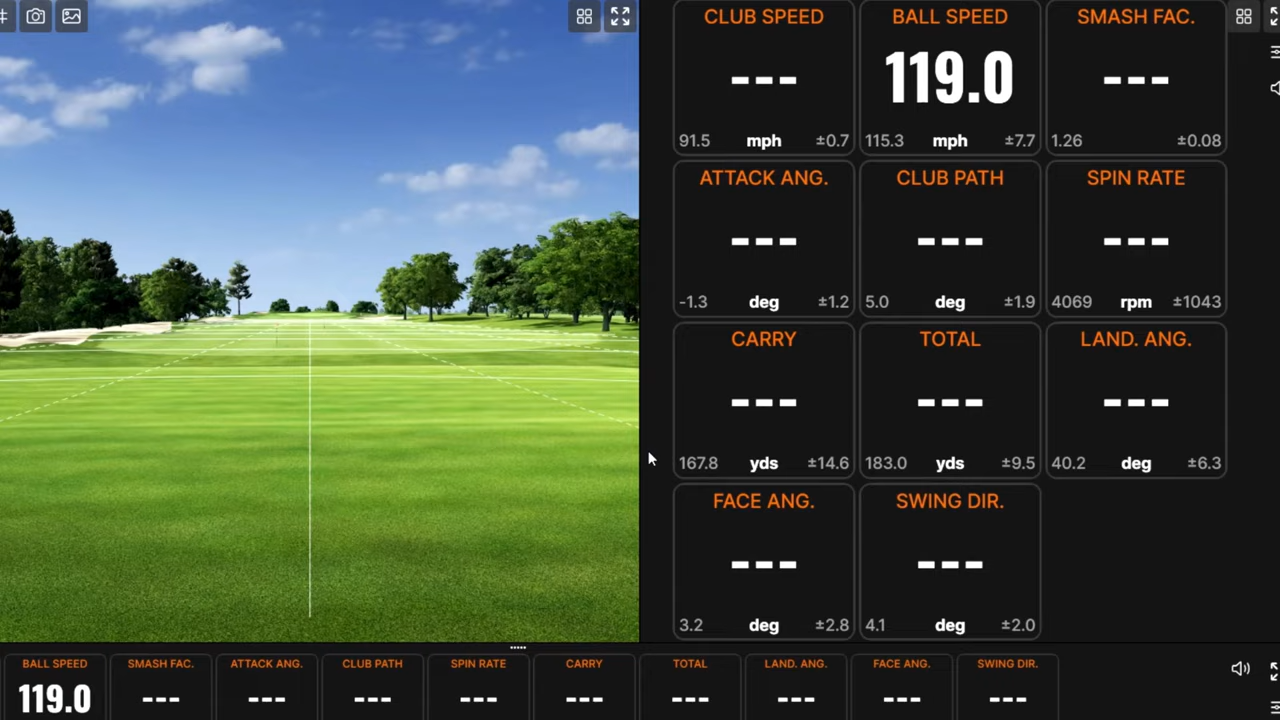 CLUB SPEED BALL SPEED SMASH FAC.
--- 119.0 ---
91.5 mph ±0.7 115.3 mph ±7.7 1.26 ±0.08
ATTACK ANG. CLUB PATH SPIN RATE
--- --- ---
-1.3 deg ±1.2 5.0 deg ±1.9 4069 rpm ±1043
CARRY TOTAL LAND. ANG.
--- --- ---
167.8 yds ±14.6 183.0 yds ±9.5 40.2 deg ±6.3
FACE ANG. SWING DIR.
--- ---
3.2 deg ±2.8 4.1 deg ±2.0
BALL SPEED SMASH FAC. ATTACK ANG. CLUB PATH SPIN RATE CARRY TOTAL LAND. ANG. FACE ANG. SWING DIR.
119.0 --- --- --- --- --- --- --- --- ---